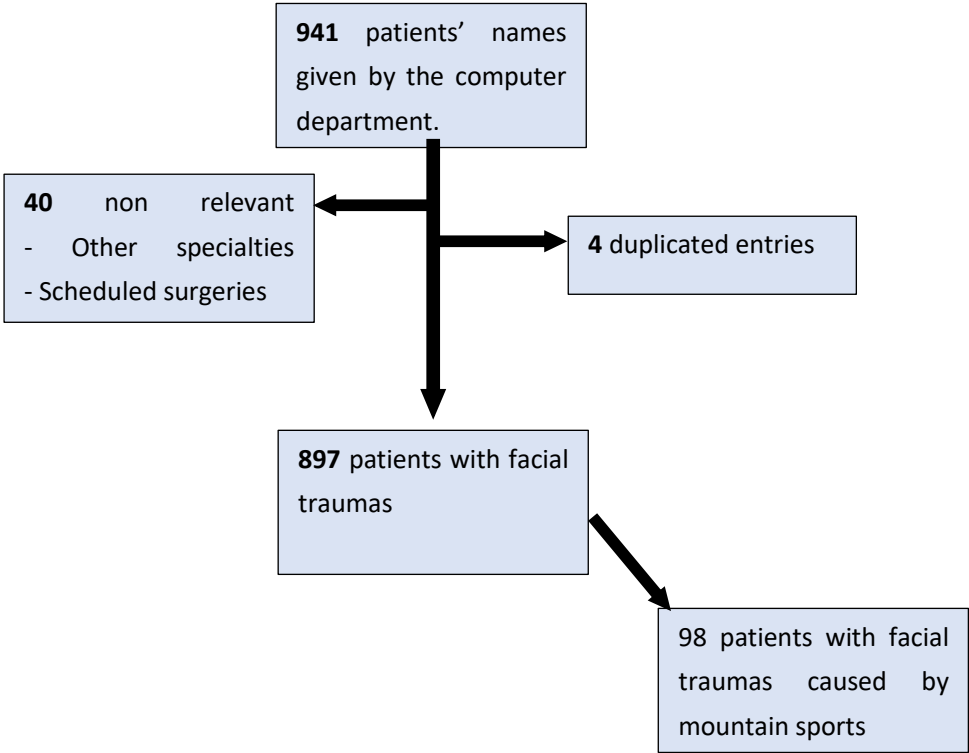 941 patients’ names
given by the computer
department.
40 non relevant
- Other specialties
- Scheduled surgeries
4 duplicated entries
897 patients with facial
traumas
98 patients with facial
traumas caused by
mountain sports